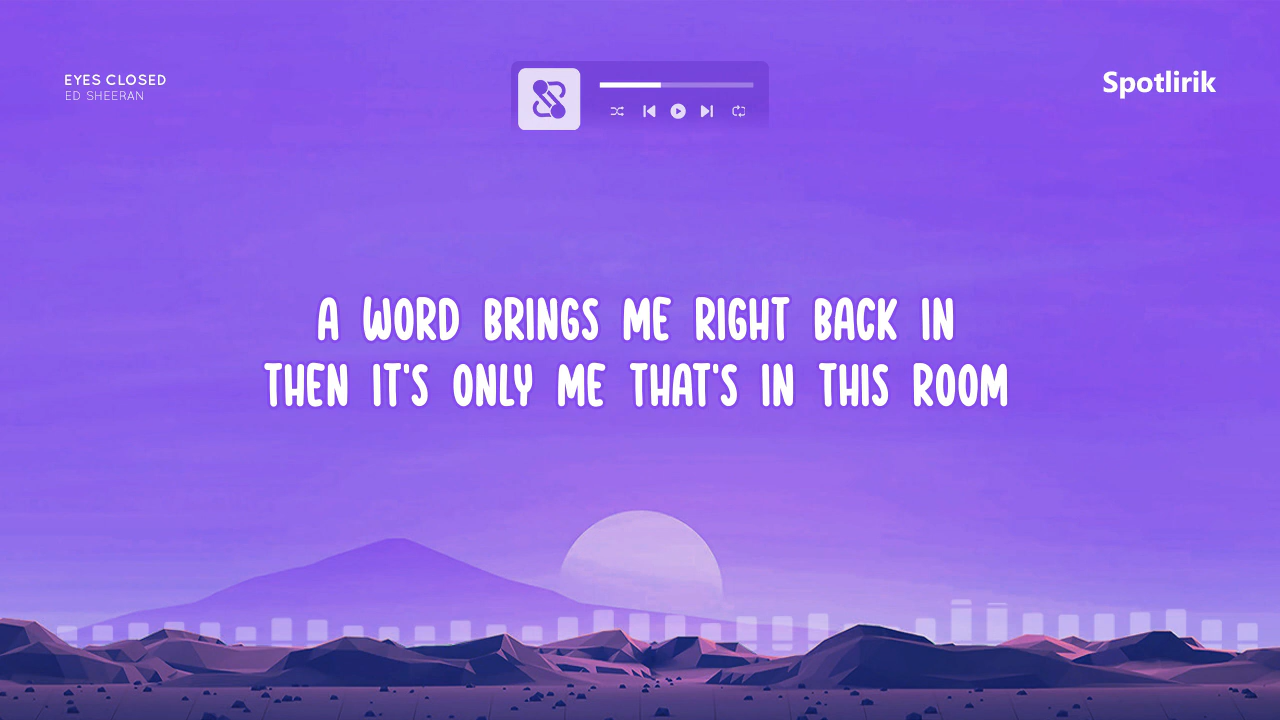 EYES CLOSED
ED SHEERAN
Spotlirik
A WORD BRINGS ME RIGHT BACK IN
THEN IT'S ONLY ME THAT'S IN THIS ROOM